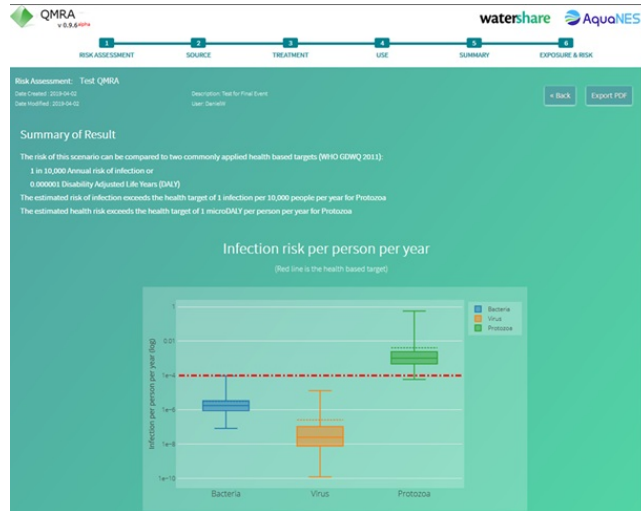 QMRA
v 0.9.6 ALPHA
watershare AquaNES
1 2 3 4 5 6
RISK ASSESSMENT SOURCE TREATMENT USE SUMMARY EXPOSURE & RISK
Risk Assessment: Test QMRA
Date Created : 2019-04-02 Description: Test for Final Event
Date Modified : 2019-04-02 User: DanielW
« Back Export PDF
Summary of Result
The risk of this scenario can be compared to two commonly applied health based targets (WHO GDWQ 2011):
1 in 10,000 Annual risk of infection or
0.000001 Disability Adjusted Life Years (DALY)
The estimated risk of infection exceeds the health target of 1 infection per 10,000 people per year for Protozoa
The estimated health risk exceeds the health target of 1 microDALY per person per year for Protozoa
Infection risk per person per year
(Red line is the health based target)
Infection per person per year (log)
1
0.01
1e-4
1e-6
1e-8
1e-10
Bacteria Virus Protozoa
Bacteria
Virus
Protozoa